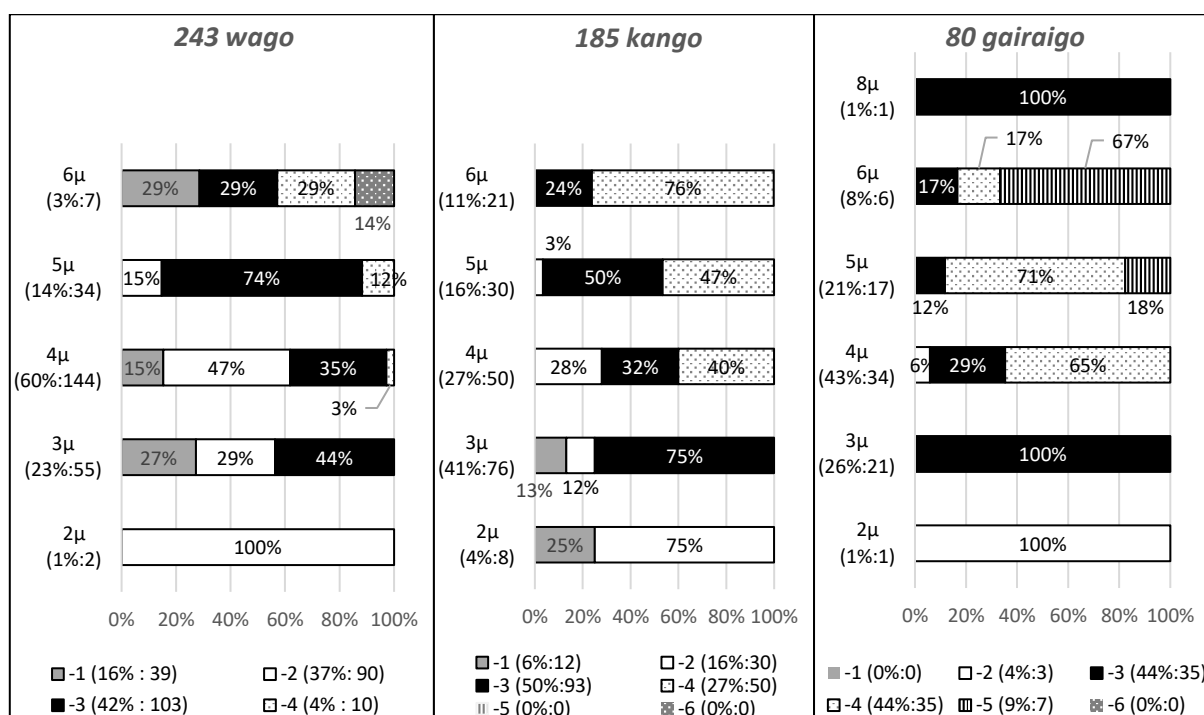 243 wago
6μ
(3%:7)
29% 29% 29%
14%
5μ
(14%:34)
15% 74% 12%
4μ
(60%:144)
15% 47% 35%
3%
3μ
(23%:55)
27% 29% 44%
2μ
(1%:2)
100%
0% 20% 40% 60% 80% 100%
-1 (16% : 39) -2 (37%: 90)
-3 (42% : 103) -4 (4% : 10)
185 kango
6μ
(11%:21)
24% 76%
3%
5μ
(16%:30)
50% 47%
4μ
(27%:50)
28% 32% 40%
3μ
(41%:76)
75%
13% 12%
2μ
(4%:8)
25% 75%
0% 20% 40% 60% 80% 100%
-1 (6%:12) -2 (16%:30)
-3 (50%:93) -4 (27%:50)
-5 (0%:0) -6 (0%:0)
80 gairaigo
8μ
(1%:1)
100%
17% 67%
6μ
(8%:6)
17%
5μ
(21%:17)
71%
12% 18%
4μ
(43%:34)
6% 29% 65%
3μ
(26%:21)
100%
2μ
(1%:1)
100%
0% 20% 40% 60% 80% 100%
-1 (0%:0) -2 (4%:3) -3 (44%:35)
-4 (44%:35) -5 (9%:7) -6 (0%:0)